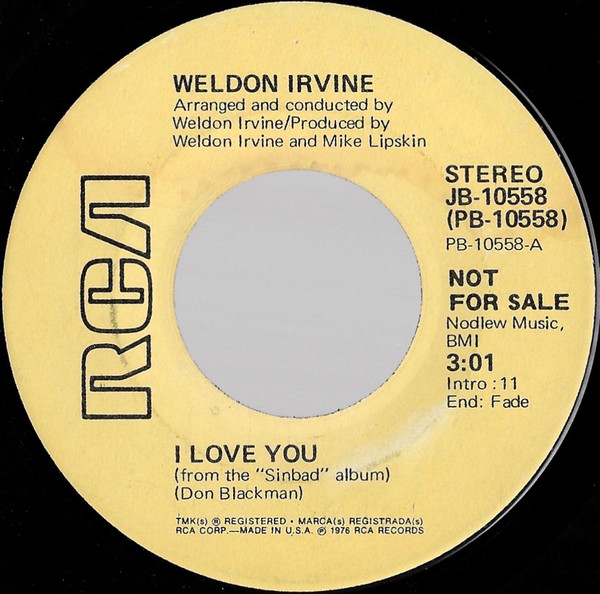 WELDON IRVINE
Arranged and conducted by
Weldon Irvine/Produced by
Weldon Irvine and Mike Lipskin
RCA
STEREO
JB-10558
(PB-10558)
PB-10558-A
NOT
FOR SALE
Nodlew Music,
BMI
3:01
Intro :11
End: Fade
I LOVE YOU
(from the "Sinbad" album)
(Don Blackman)
TMK(s) ® REGISTERED • MARCA(s) REGISTRADA(s)
RCA CORP.—MADE IN U.S.A. ℗ 1976 RCA RECORDS